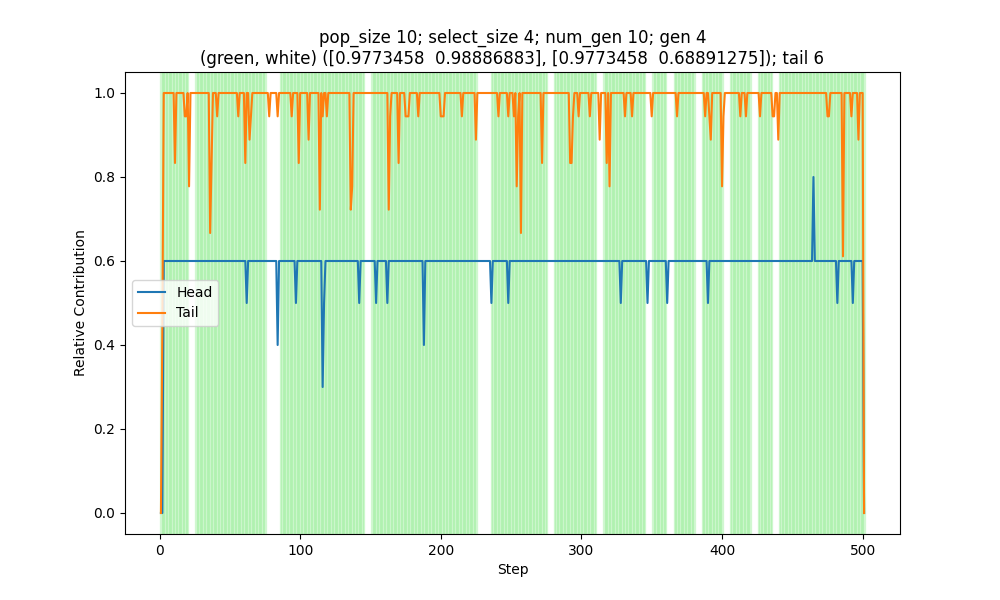 pop_size 10; select_size 4; num_gen 10; gen 4
(green, white) ([0.9773458  0.98886883], [0.9773458  0.68891275]); tail 6
1.0
0.8
0.6
0.4
0.2
0.0
Relative Contribution
Head
Tail
0 100 200 300 400 500
Step